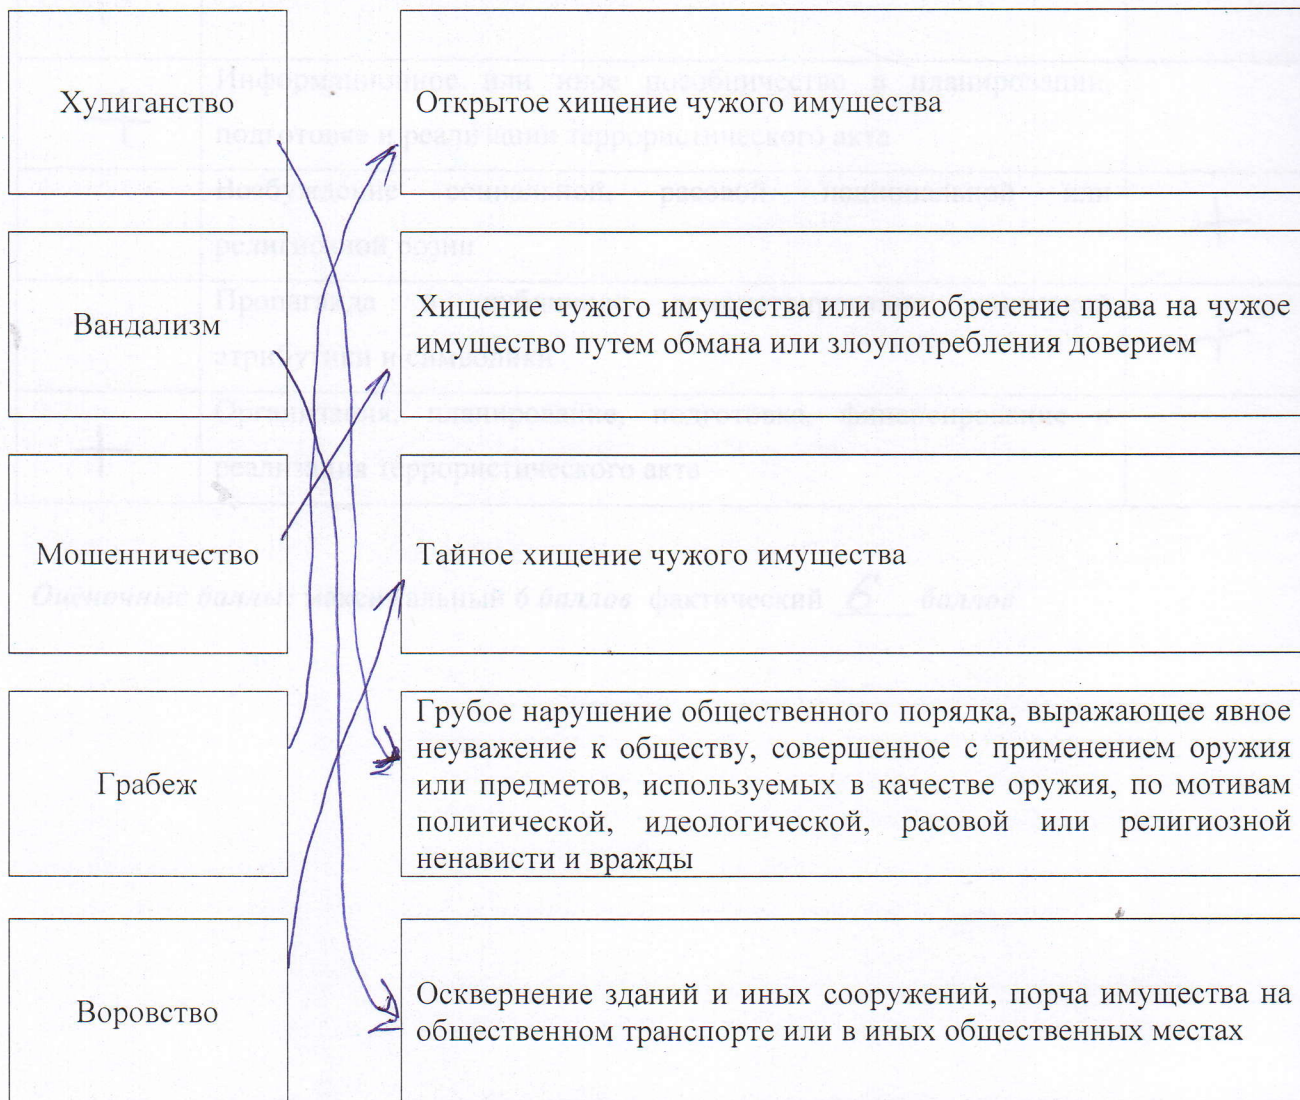 Хулиганство
Открытое хищение чужого имущества
Вандализм
Хищение чужого имущества или приобретение права на чужое
имущество путем обмана или злоупотребления доверием
Мошенничество
Тайное хищение чужого имущества
Грабеж
Грубое нарушение общественного порядка, выражающее явное
неуважение к обществу, совершенное с применением оружия
или предметов, используемых в качестве оружия, по мотивам
политической, идеологической, расовой или религиозной
ненависти и вражды
Воровство
Осквернение зданий и иных сооружений, порча имущества на
общественном транспорте или в иных общественных местах